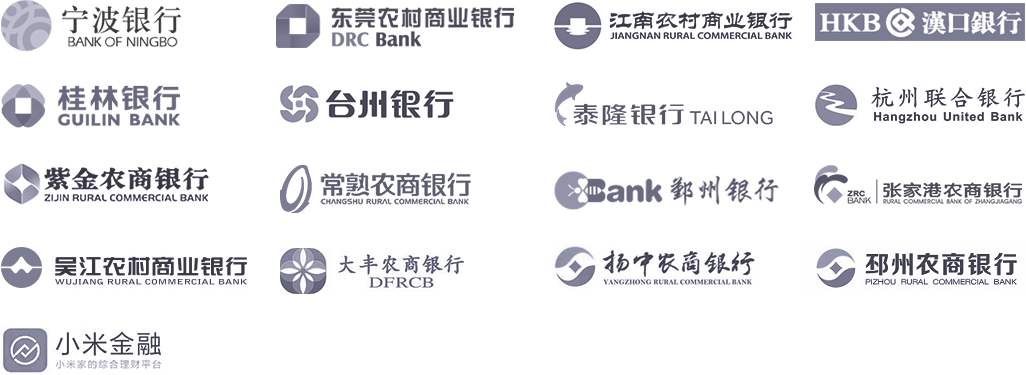 宁波银行
BANK OF NINGBO
东莞农村商业银行
DRC Bank
江南农村商业银行
JIANGNAN RURAL COMMERCIAL BANK
HKB 漢口銀行
桂林银行
GUILIN BANK
台州银行
泰隆银行 TAI LONG
杭州联合银行
Hangzhou United Bank
紫金农商银行
ZIJIN RURAL COMMERCIAL BANK
常熟农商银行
CHANGSHU RURAL COMMERCIAL BANK
Bank 鄞州银行
ZRC
BANK
张家港农商银行
RURAL COMMERCIAL BANK OF ZHANGJIAGANG
吴江农村商业银行
WUJIANG RURAL COMMERCIAL BANK
大丰农商银行
DFRCB
扬中农商银行
YANGZHONG RURAL COMMERCIAL BANK
邳州农商银行
PIZHOU RURAL COMMERCIAL BANK
小米金融
小米家的综合理财平台